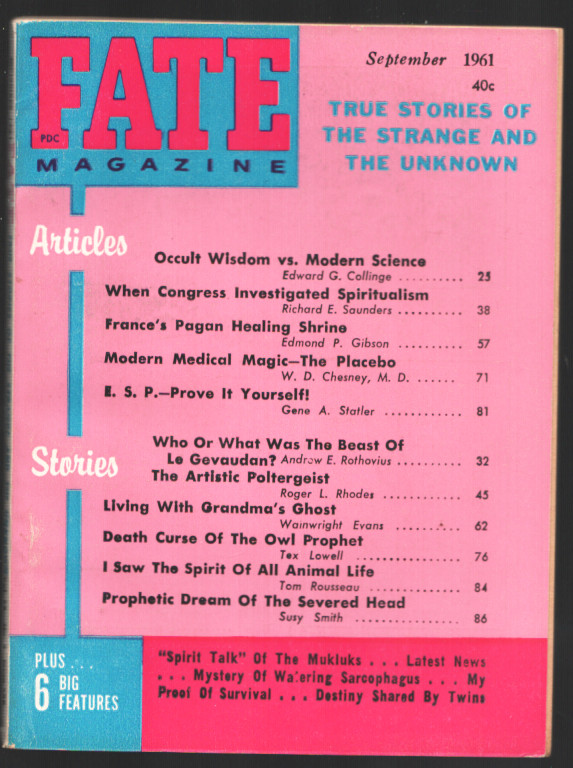 FATE
PDC
MAGAZINE
September 1961
40c
TRUE STORIES OF
THE STRANGE AND
THE UNKNOWN
Articles
Occult Wisdom vs. Modern Science
Edward G. Collinge .......... 25
When Congress Investigated Spiritualism
Richard E. Saunders .......... 38
France's Pagan Healing Shrine
Edmond P. Gibson .......... 57
Modern Medical Magic—The Placebo
W. D. Chesney, M. D. ...... 71
E. S. P.—Prove It Yourself!
Gene A. Statler ............ 81
Stories
Who Or What Was The Beast Of
Le Gevaudan? Andrew E. Rothovius .......... 32
The Artistic Poltergeist
Roger L. Rhodes ............ 45
Living With Grandma's Ghost
Wainwright Evans .......... 62
Death Curse Of The Owl Prophet
Tex Lowell ................ 76
I Saw The Spirit Of All Animal Life
Tom Rousseau .............. 84
Prophetic Dream Of The Severed Head
Susy Smith ................ 86
PLUS...
6 BIG
FEATURES
"Spirit Talk" Of The Mukluks . . . Latest News
. . . Mystery Of Watering Sarcophagus . . . My
Proof Of Survival . . . Destiny Shared By Twins